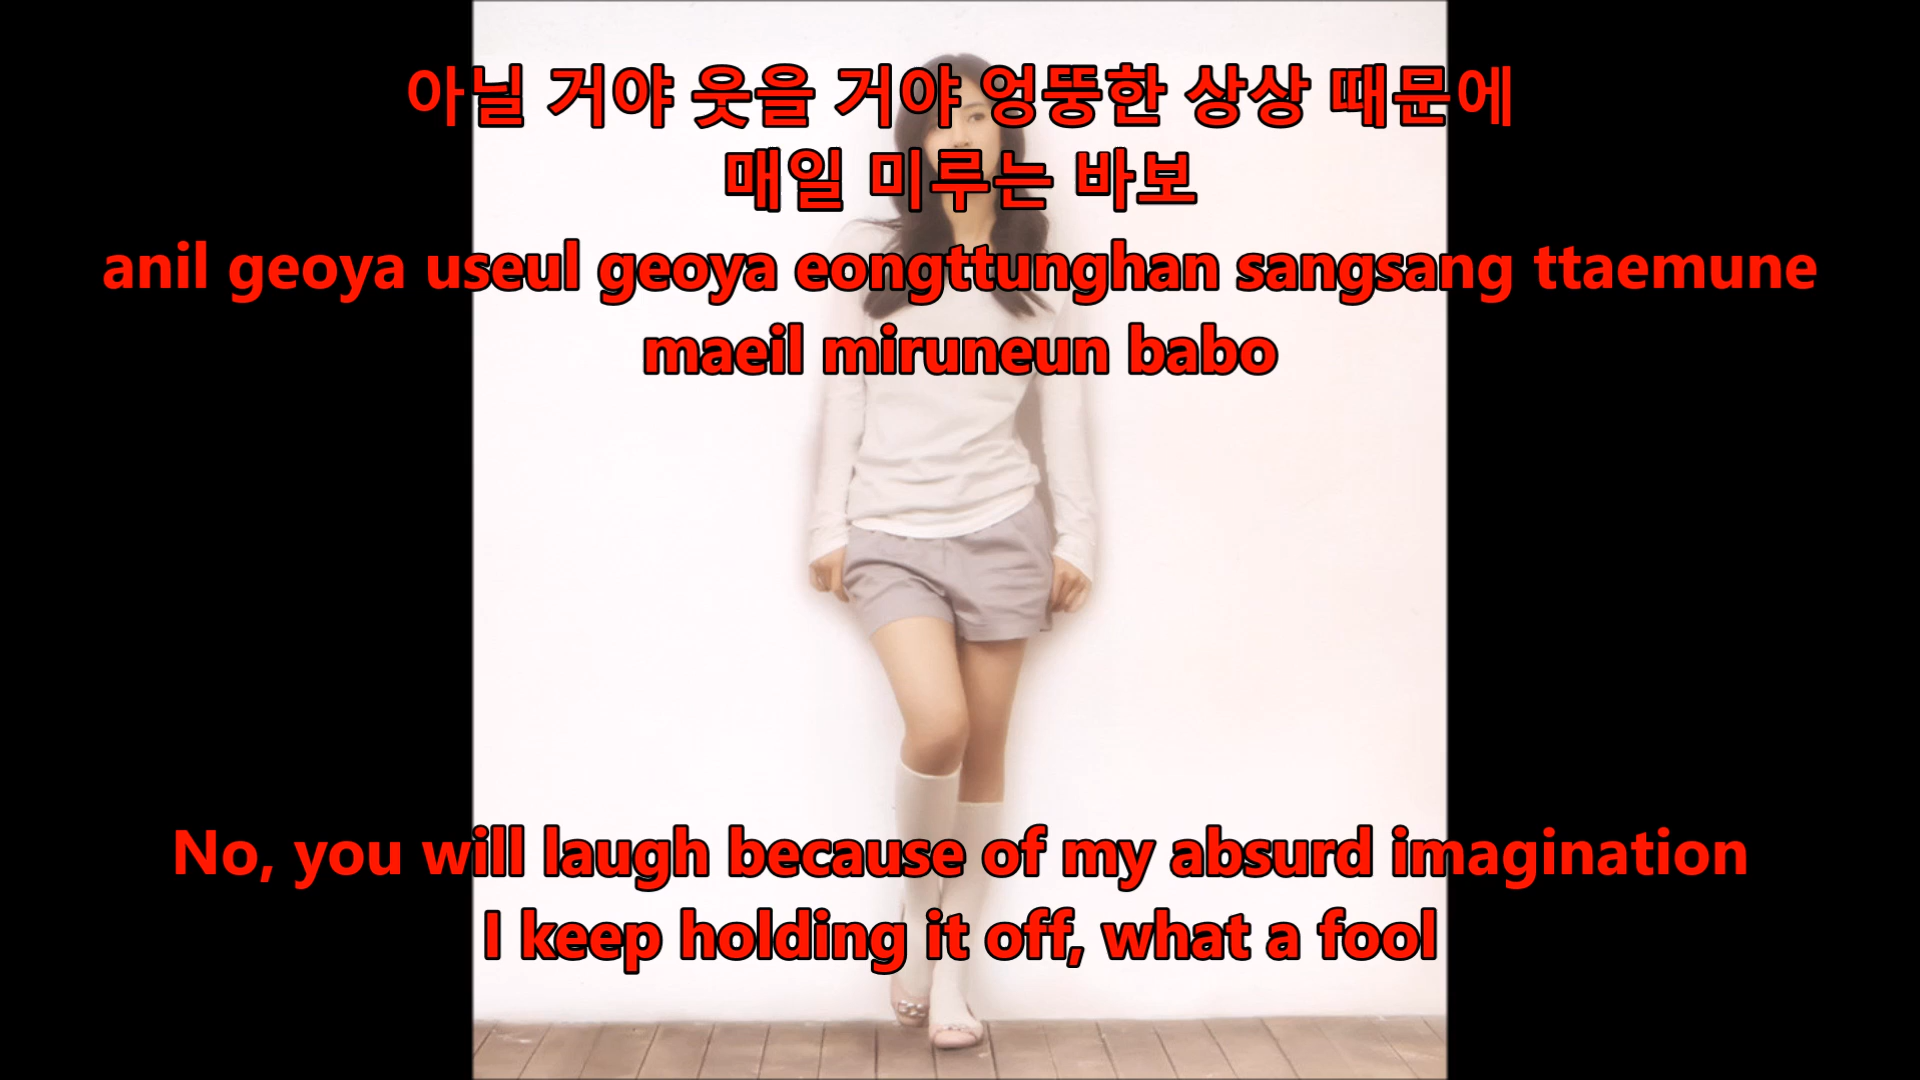 아닐 거야 웃을 거야 엉뚱한 상상 때문에
매일 미루는 바보
anil geoya useul geoya eongttunghan sangsang ttaemune
maeil miruneun babo
No, you will laugh because of my absurd imagination
I keep holding it off, what a fool